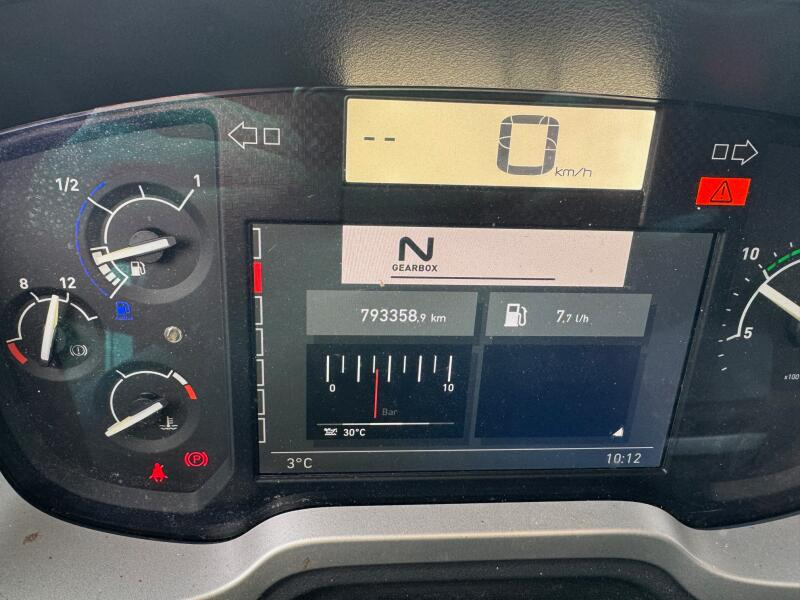 -- 0 km/h
1/2 1
N
GEARBOX
10
8 12
793358,9 km
7,7 l/h
5
x100
0 10
Bar
30°C
P
3°C 10:12